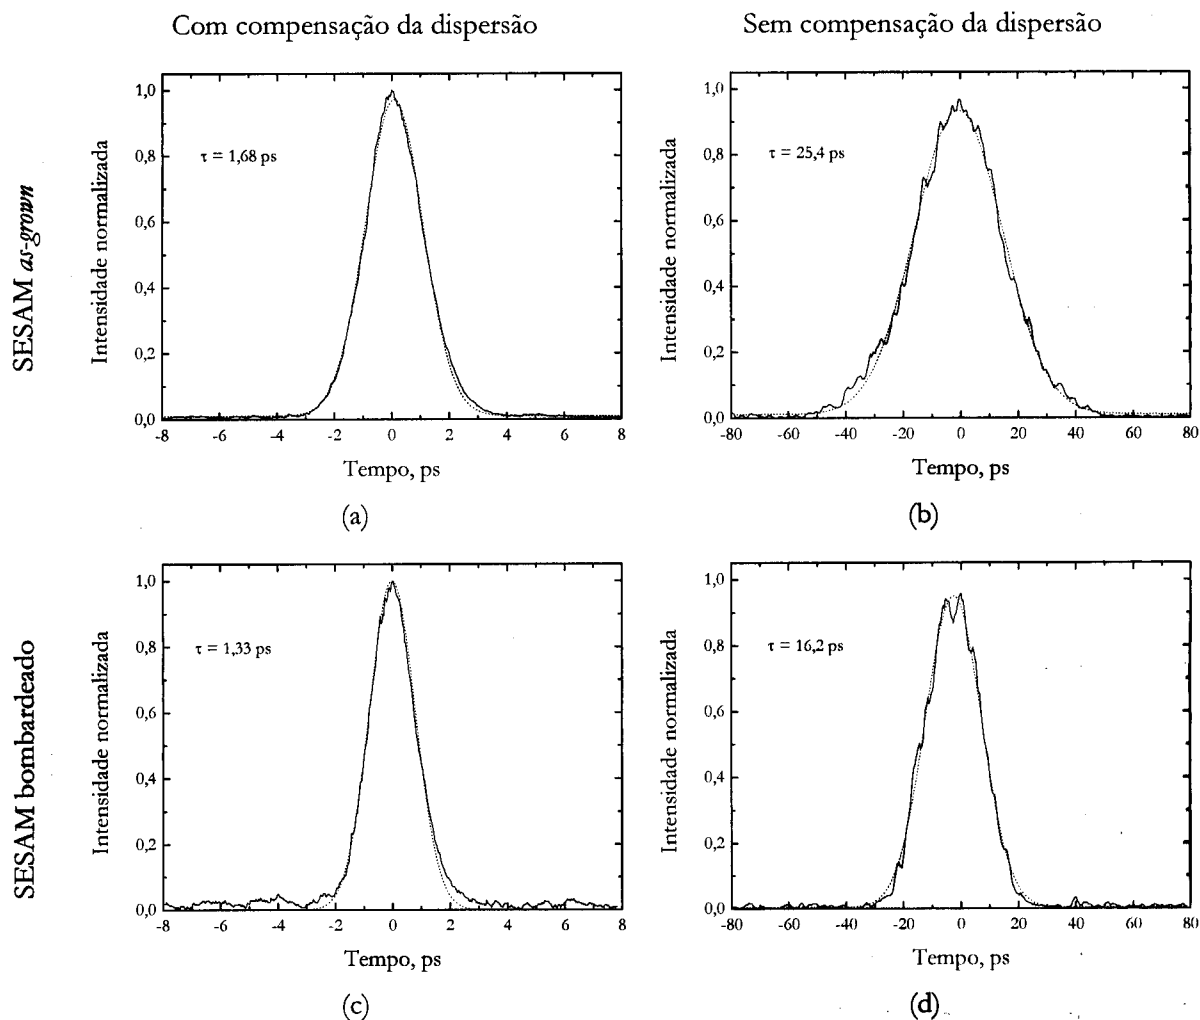 Com compensação da dispersão
Sem compensação da dispersão
SESAM as-grown
Intensidade normalizada
1,0
0,8
0,6
0,4
0,2
0,0
τ = 1,68 ps
-8 -6 -4 -2 0 2 4 6 8
Tempo, ps
(a)
Intensidade normalizada
1,0
0,8
0,6
0,4
0,2
0,0
τ = 25,4 ps
-80 -60 -40 -20 0 20 40 60 80
Tempo, ps
(b)
SESAM bombardeado
Intensidade normalizada
1,0
0,8
0,6
0,4
0,2
0,0
τ = 1,33 ps
-8 -6 -4 -2 0 2 4 6 8
Tempo, ps
(c)
Intensidade normalizada
1,0
0,8
0,6
0,4
0,2
0,0
τ = 16,2 ps
-80 -60 -40 -20 0 20 40 60 80
Tempo, ps
(d)